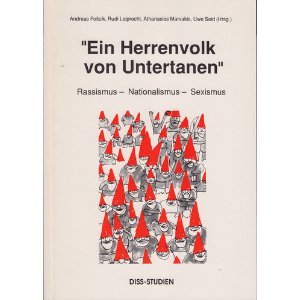 Andreas Foitzik, Rudi Leiprecht, Athanasios Marvakis, Uwe Seid (Hrsg.)
"Ein Herrenvolk
von Untertanen"
Rassismus – Nationalismus – Sexismus
DISS-STUDIEN